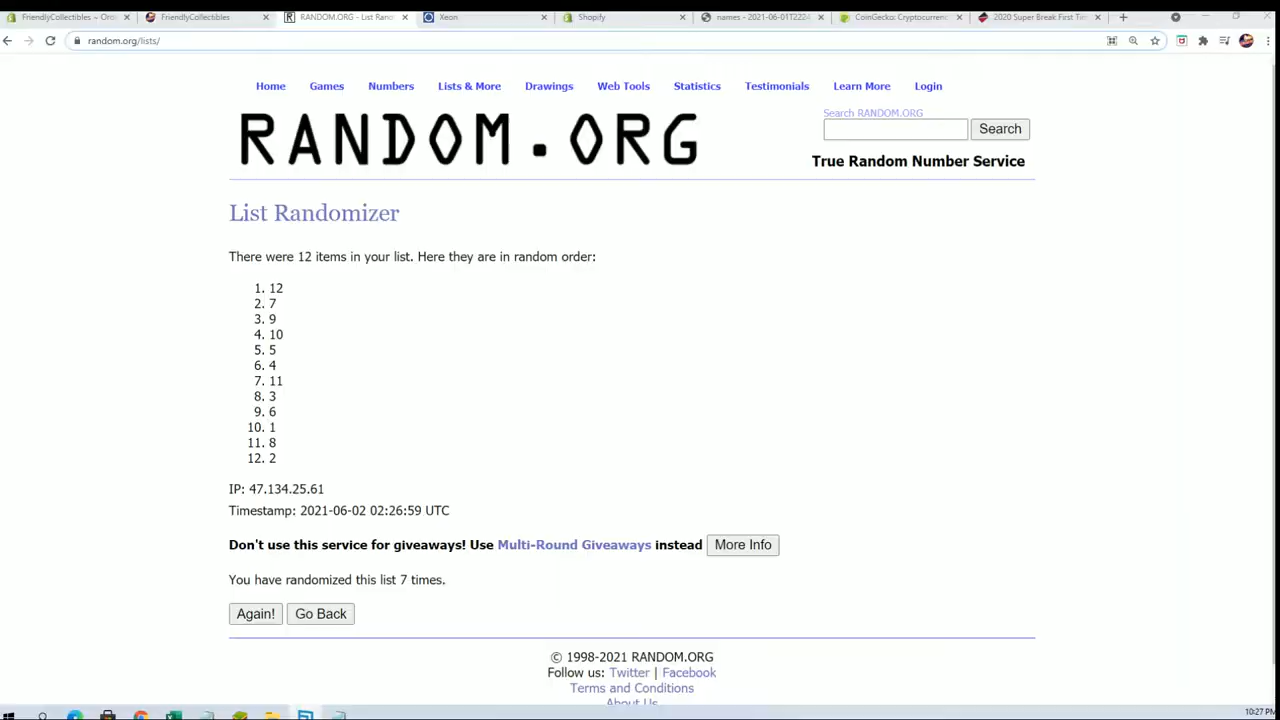 FriendlyCollectibles ~ Ord
FriendlyCollectibles
RANDOM.ORG - List Ran
Xeon
Shopify
names - 2021-06-01T2224
CoinGecko: Cryptocurrenc
2020 Super Break First Tim
random.org/lists/
Home Games Numbers Lists & More Drawings Web Tools Statistics Testimonials Learn More Login
RANDOM.ORG
Search RANDOM.ORG
Search
True Random Number Service
List Randomizer
There were 12 items in your list. Here they are in random order:
1. 12
2. 7
3. 9
4. 10
5. 5
6. 4
7. 11
8. 3
9. 6
10. 1
11. 8
12. 2
IP: 47.134.25.61
Timestamp: 2021-06-02 02:26:59 UTC
Don't use this service for giveaways! Use Multi-Round Giveaways instead More Info
You have randomized this list 7 times.
Again! Go Back
© 1998-2021 RANDOM.ORG
Follow us: Twitter | Facebook
Terms and Conditions
About Us
10:27 PM